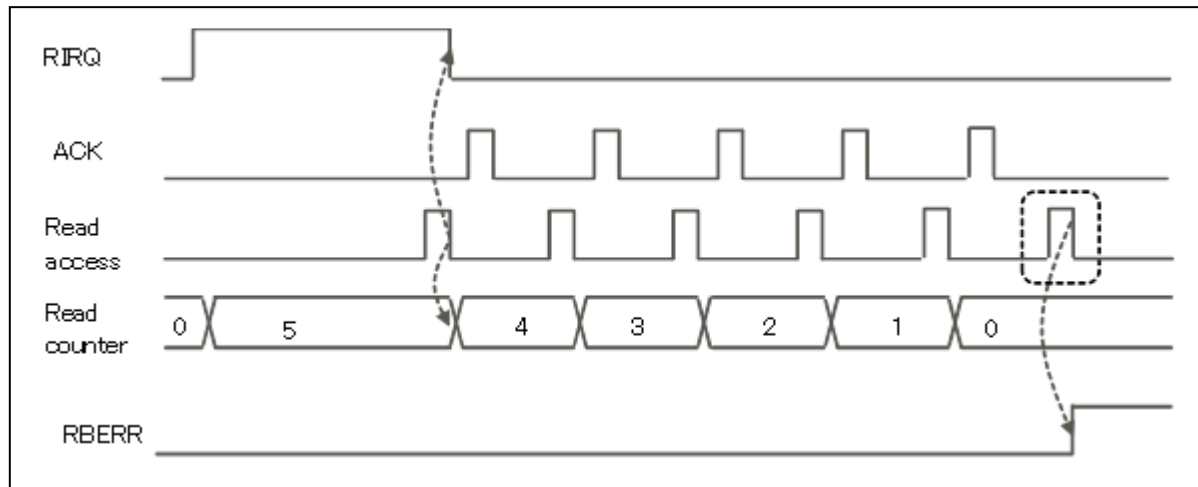 RIRQ
ACK
Read
access
Read
counter
0 5 4 3 2 1 0
RBERR